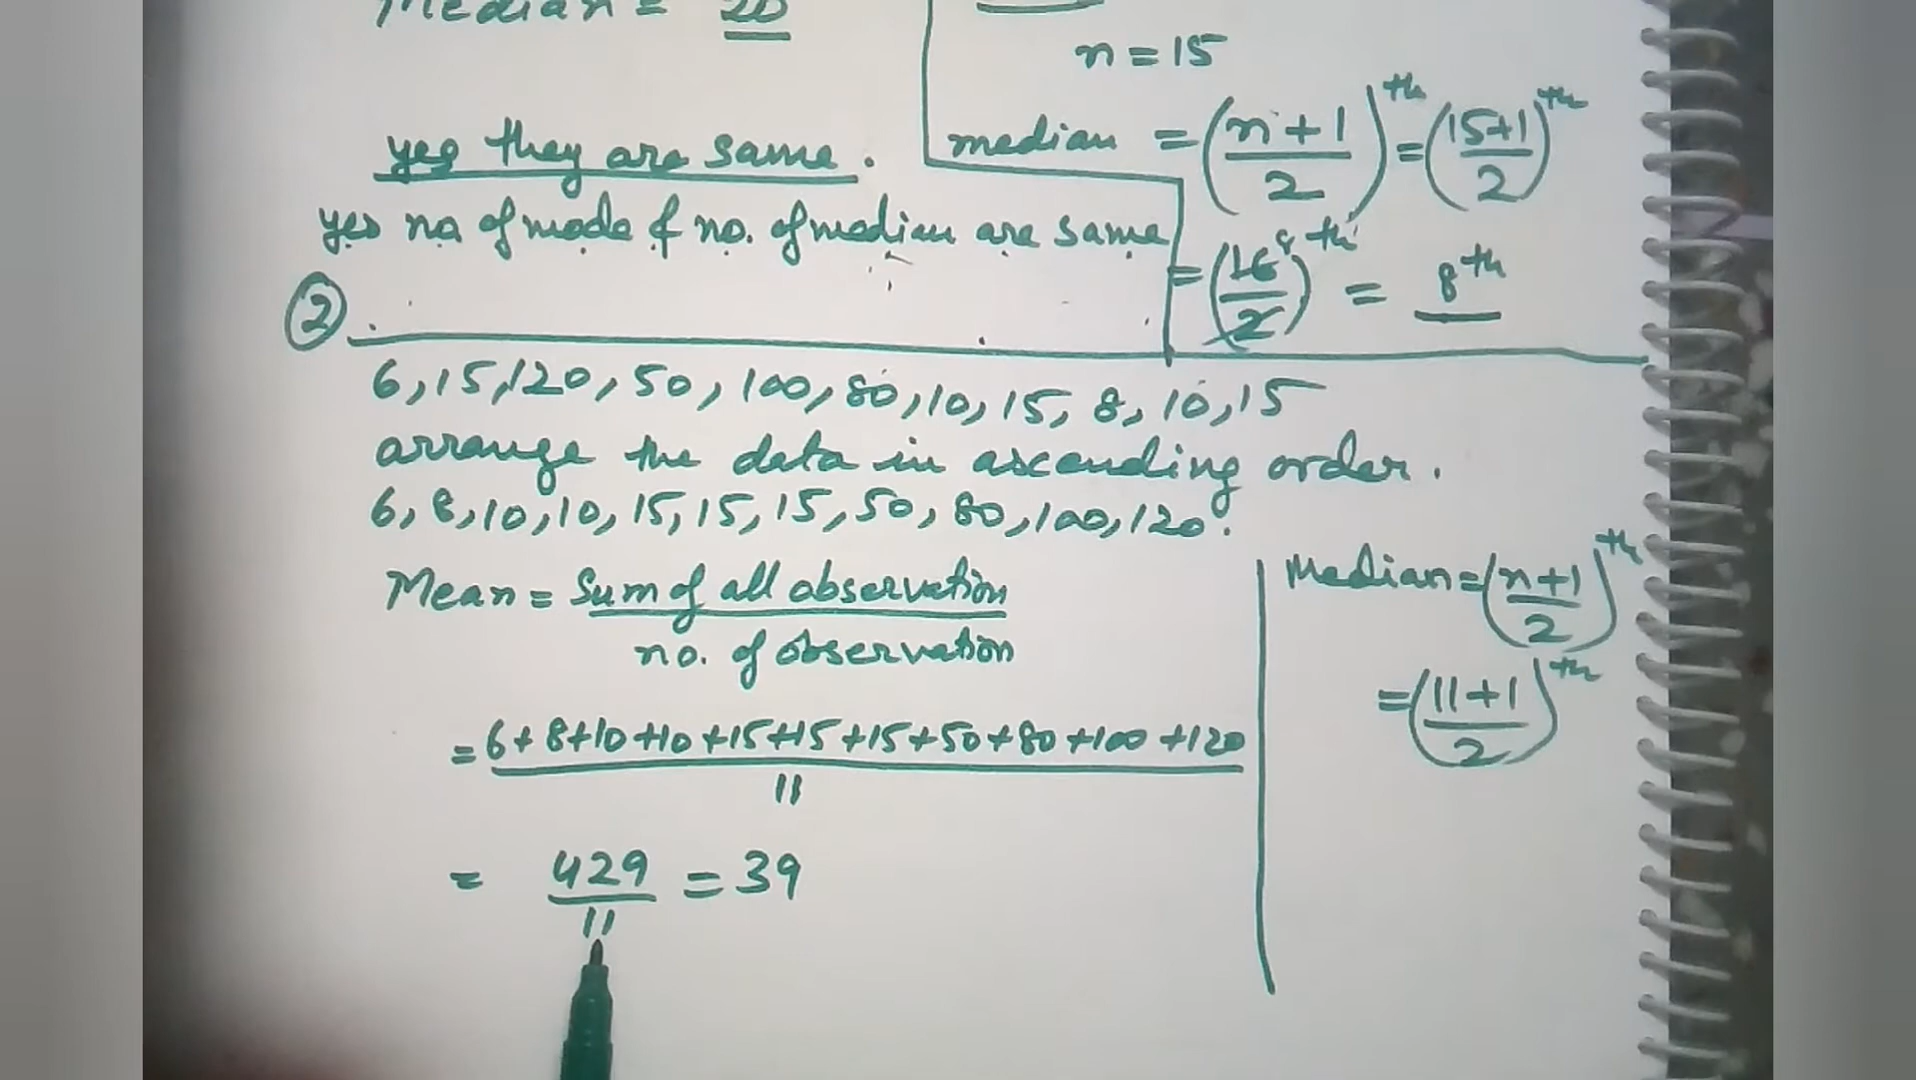 Median = 20
n = 15
yes they are same.
median = (n+1/2)th = (15+1/2)th
yes no of mode & no. of median are same
= (16/2)8 th = 8th
2.
6, 15, 120, 50, 100, 80, 10, 15, 8, 10, 15
arrange the data in ascending order.
6, 8, 10, 10, 15, 15, 15, 50, 80, 100, 120.
Mean = Sum of all observation
no. of observation
= 6+8+10+10+15+15+15+50+80+100+120
11
= 429/11 = 39
Median = (n+1/2)th
= (11+1/2)th